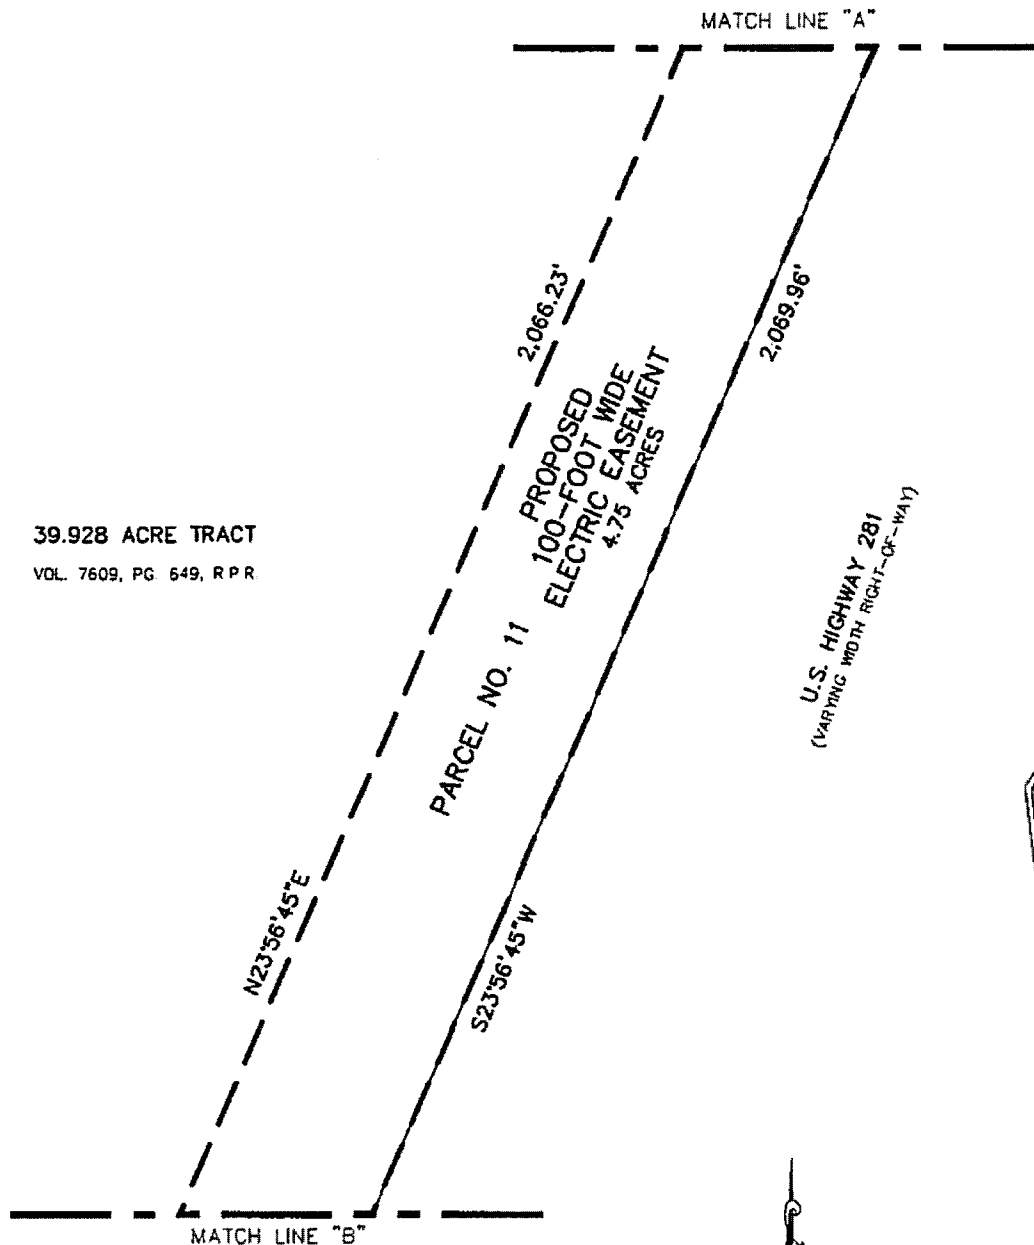 MATCH LINE "A"
2,066.23'
2,069.96'
PROPOSED
100-FOOT WIDE
ELECTRIC EASEMENT
4.75 ACRES
39.928 ACRE TRACT
VOL. 7609, PG. 649, R P R
U.S. HIGHWAY 281
(VARYING WIDTH RIGHT-OF-WAY)
PARCEL NO. 11
N23°56'45"E
S23°56'45"W
MATCH LINE "B"